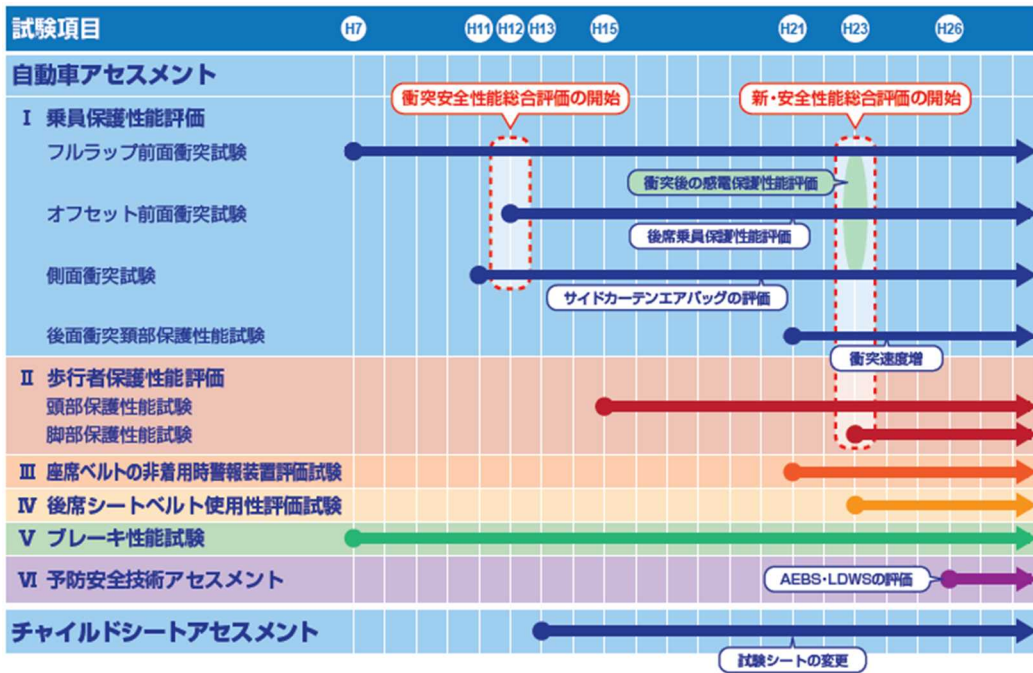 試験項目 H7 H11 H12 H13 H15 H21 H23 H26
自動車アセスメント
衝突安全性能総合評価の開始 新・安全性能総合評価の開始
Ⅰ 乗員保護性能評価
フルラップ前面衝突試験
衝突後の感電保護性能評価
オフセット前面衝突試験
後席乗員保護性能評価
側面衝突試験
サイドカーテンエアバッグの評価
後面衝突頚部保護性能試験
衝突速度増
Ⅱ 歩行者保護性能評価
頭部保護性能試験
脚部保護性能試験
Ⅲ 座席ベルトの非着用時警報装置評価試験
Ⅳ 後席シートベルト使用性評価試験
Ⅴ ブレーキ性能試験
Ⅵ 予防安全技術アセスメント AEBS・LDWSの評価
チャイルドシートアセスメント
試験シートの変更